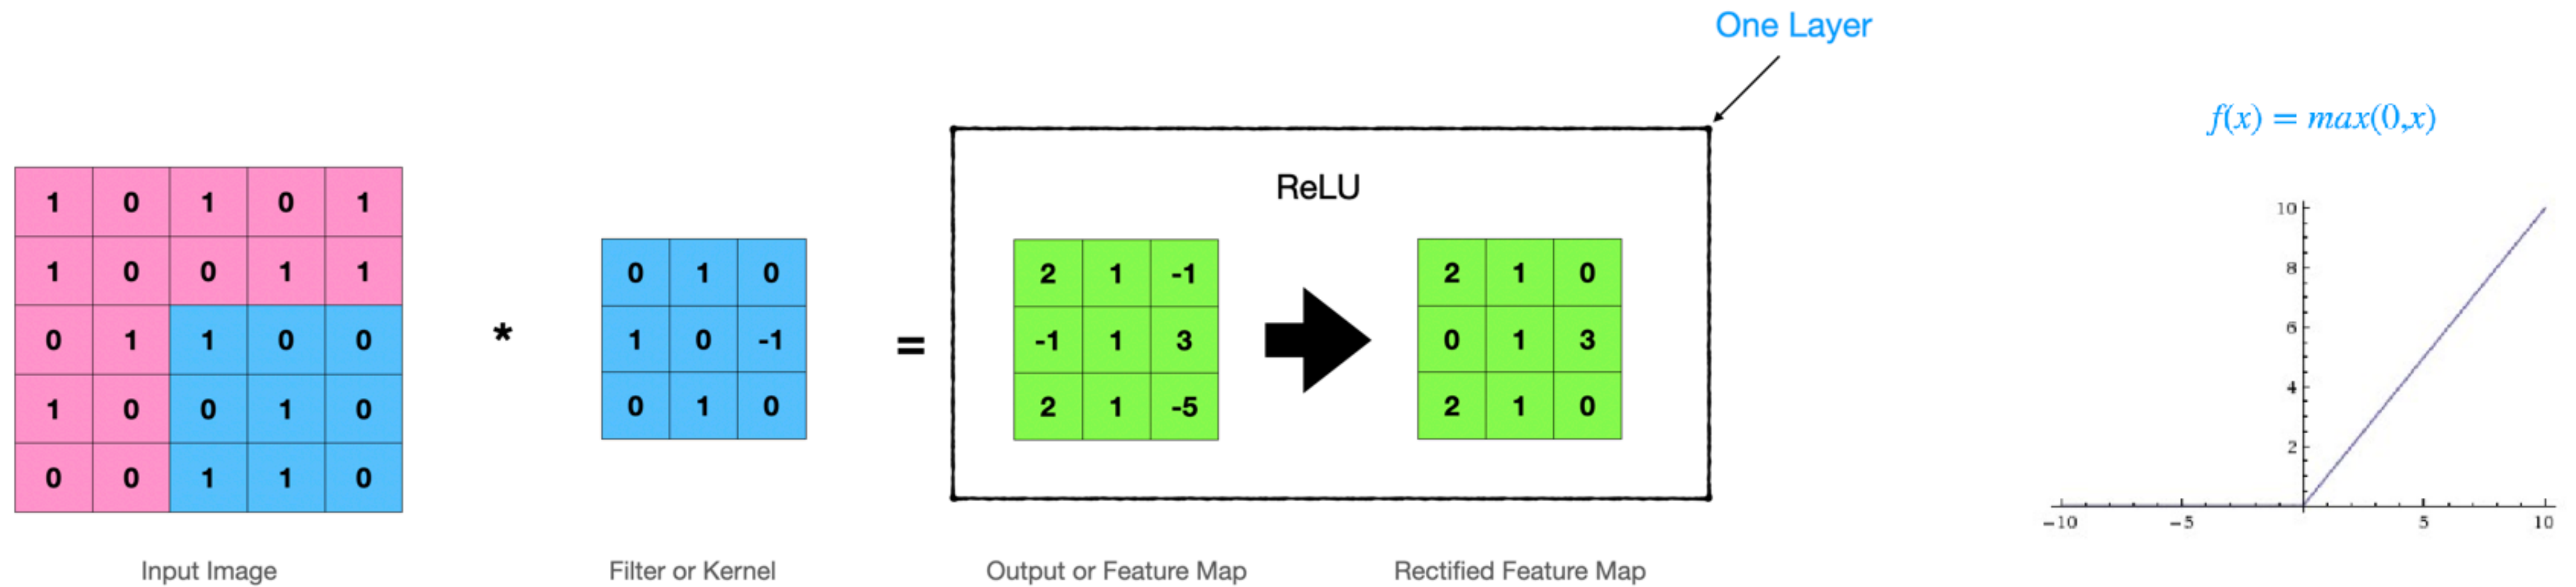 One Layer
f(x) = max(0,x)
ReLU
1 0 1 0 1
1 0 0 1 1
0 1 1 0 0
1 0 0 1 0
0 0 1 1 0
*
0 1 0
1 0 -1
0 1 0
=
2 1 -1
-1 1 3
2 1 -5
2 1 0
0 1 3
2 1 0
10
8
6
4
2
-10 -5 5 10
Input Image
Filter or Kernel
Output or Feature Map
Rectified Feature Map